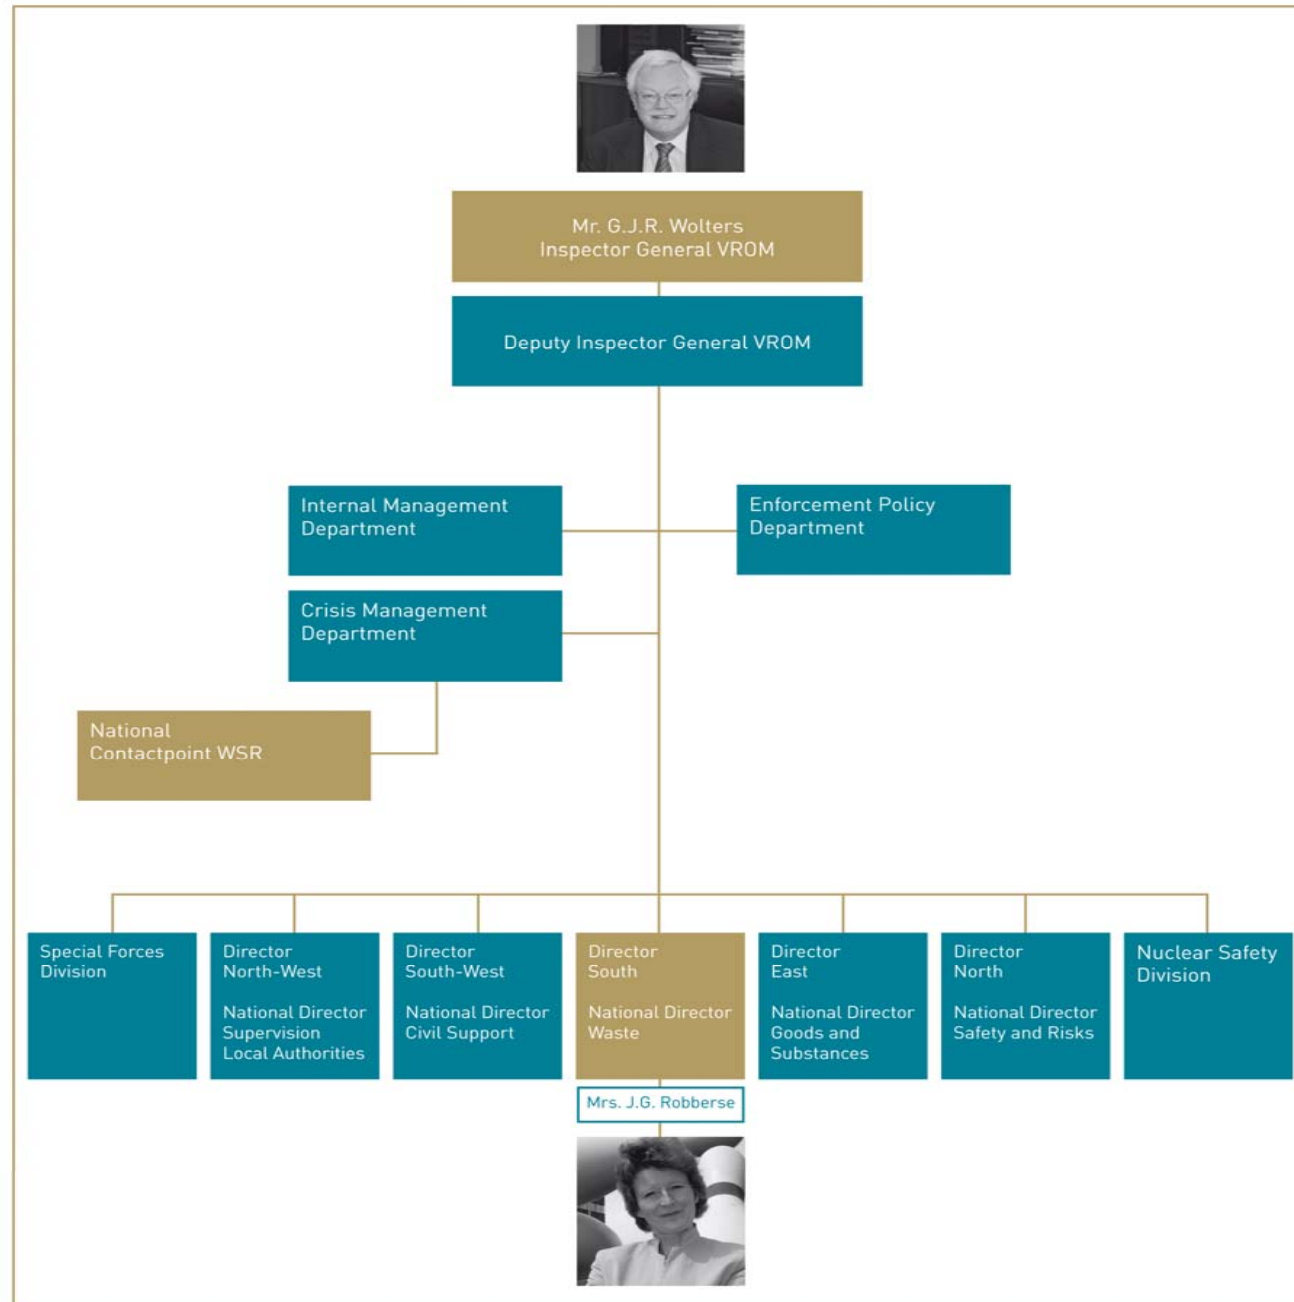 Mr. G.J.R. Wolters
Inspector General VROM
Deputy Inspector General VROM
Internal Management
Department
Enforcement Policy
Department
Crisis Management
Department
National
Contactpoint WSR
Special Forces
Division
Director
North-West
National Director
Supervision
Local Authorities
Director
South-West
National Director
Civil Support
Director
South
National Director
Waste
Director
East
National Director
Goods and
Substances
Director
North
National Director
Safety and Risks
Nuclear Safety
Division
Mrs. J.G. Robberse